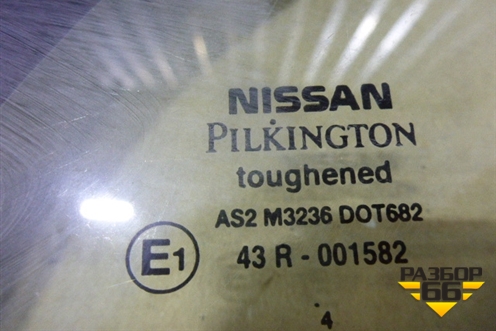 NISSAN
PILKINGTON
toughened
AS2 M3236 DOT682
E1 43 R - 001582
4
РАЗБОР
66